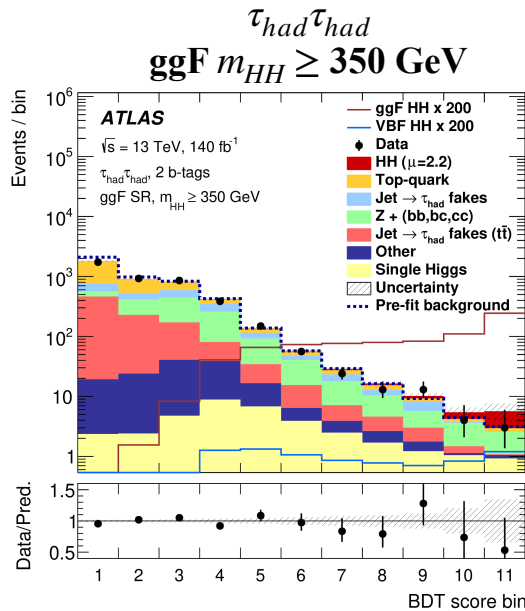 τhadτhad
ggF mHH ≥ 350 GeV
Events / bin
10⁶
10⁵
10⁴
10³
10²
10
1
ATLAS
√s = 13 TeV, 140 fb⁻¹
τhadτhad, 2 b-tags
ggF SR, mHH ≥ 350 GeV
ggF HH x 200
VBF HH x 200
Data
HH (μ=2.2)
Top-quark
Jet → τhad fakes
Z + (bb,bc,cc)
Jet → τhad fakes (tt̄)
Other
Single Higgs
Uncertainty
Pre-fit background
Data/Pred.
1.5
1
0.5
1 2 3 4 5 6 7 8 9 10 11
BDT score bin